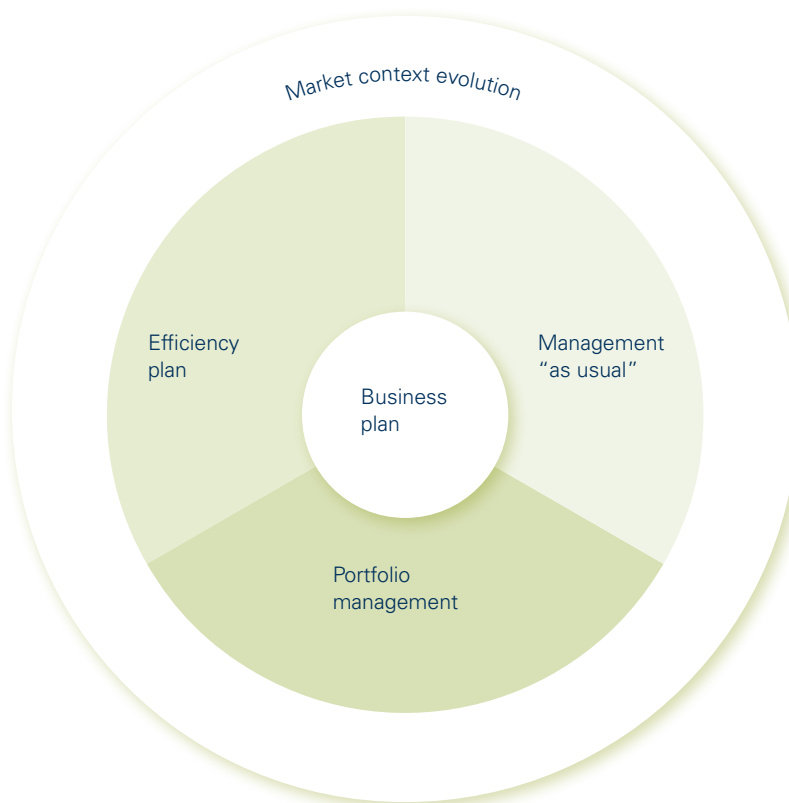 Market context evolution
Efficiency
plan
Management
“as usual”
Business
plan
Portfolio
management